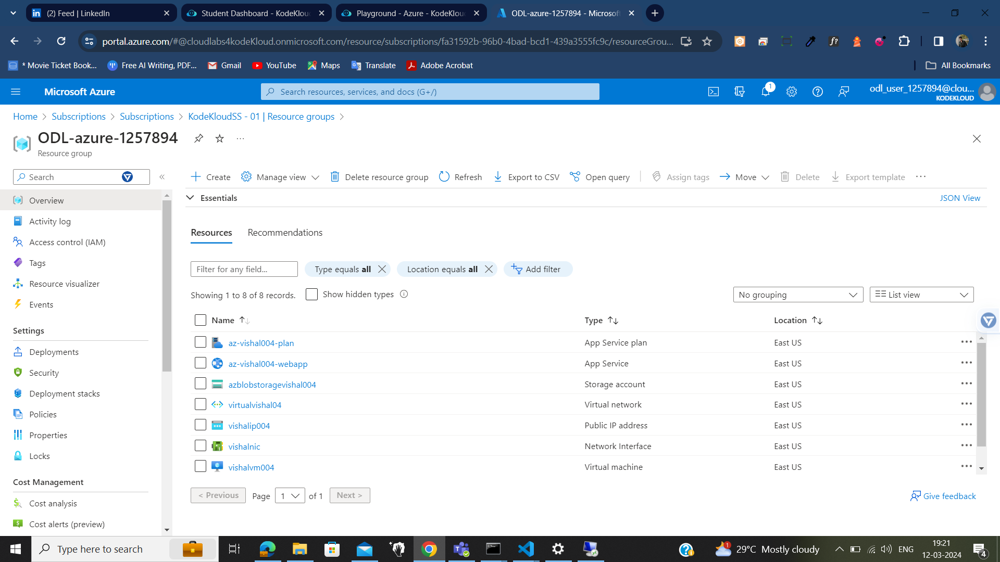 (2) Feed | LinkedIn
Student Dashboard - KodeKlou
Playground - Azure - KodeKlou
ODL-azure-1257894 - Microsoft
portal.azure.com/#@cloudlabs4kodeKloud.onmicrosoft.com/resource/subscriptions/fa31592b-96b0-4bad-bcd1-439a3555fc9c/resourceGrou...
f?
* Movie Ticket Book...
Free AI Writing, PDF...
Gmail
YouTube
Maps
Translate
Adobe Acrobat
All Bookmarks
Microsoft Azure
Search resources, services, and docs (G+/)
1
odl_user_1257894@clou...
KODEKLOUD
Home > Subscriptions > Subscriptions > KodeKloudSS - 01 | Resource groups >
ODL-azure-1257894
Resource group
Search
Create
Manage view
Delete resource group
Refresh
Export to CSV
Open query
Assign tags
Move
Delete
Export template
Essentials
JSON View
Overview
Activity log
Access control (IAM)
Tags
Resource visualizer
Events
Settings
Deployments
Security
Deployment stacks
Policies
Properties
Locks
Cost Management
Cost analysis
Cost alerts (preview)
Resources
Recommendations
Filter for any field...
Type equals all
Location equals all
Add filter
Showing 1 to 8 of 8 records.
Show hidden types
No grouping
List view
Name Type Location
az-vishal004-plan App Service plan East US
az-vishal004-webapp App Service East US
azblobstoragevishal004 Storage account East US
virtualvishal04 Virtual network East US
vishalip004 Public IP address East US
vishalnic Network Interface East US
vishalvm004 Virtual machine East US
< Previous Page 1 of 1 Next >
Give feedback
Type here to search
1
29°C Mostly cloudy
ENG
19:21
12-03-2024
4